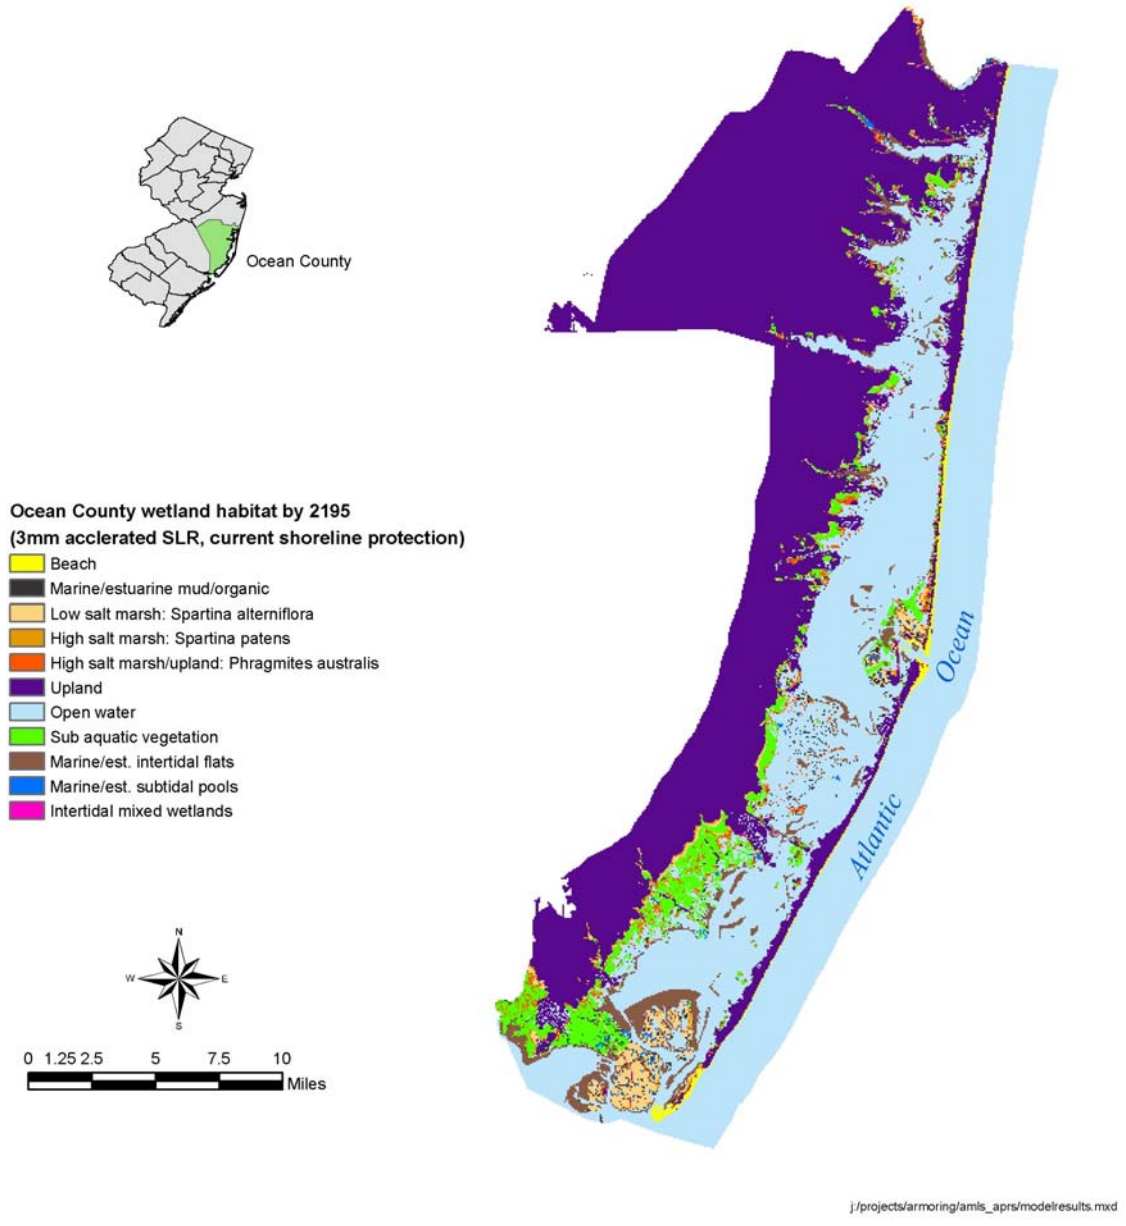 Ocean County
Ocean County wetland habitat by 2195
(3mm acclerated SLR, current shoreline protection)
Beach
Marine/estuarine mud/organic
Low salt marsh: Spartina alterniflora
High salt marsh: Spartina patens
High salt marsh/upland: Phragmites australis
Upland
Open water
Sub aquatic vegetation
Marine/est. intertidal flats
Marine/est. subtidal pools
Intertidal mixed wetlands
Atlantic Ocean
N
W E
S
0 1.25 2.5 5 7.5 10
Miles
j:/projects/armoring/amls_aprs/modelresults.mxd